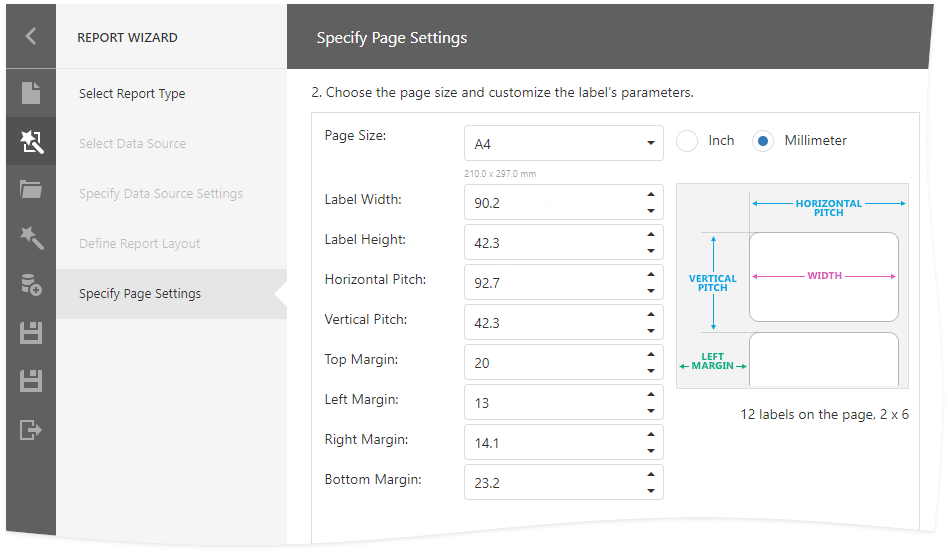 REPORT WIZARD
Specify Page Settings
Select Report Type
Select Data Source
Specify Data Source Settings
Define Report Layout
Specify Page Settings
2. Choose the page size and customize the label's parameters.
Page Size:
A4
Inch
Millimeter
210.0 x 297.0 mm
Label Width:
90.2
Label Height:
42.3
Horizontal Pitch:
92.7
Vertical Pitch:
42.3
Top Margin:
20
Left Margin:
13
Right Margin:
14.1
Bottom Margin:
23.2
HORIZONTAL
PITCH
VERTICAL
PITCH
WIDTH
LEFT
MARGIN
12 labels on the page, 2 x 6